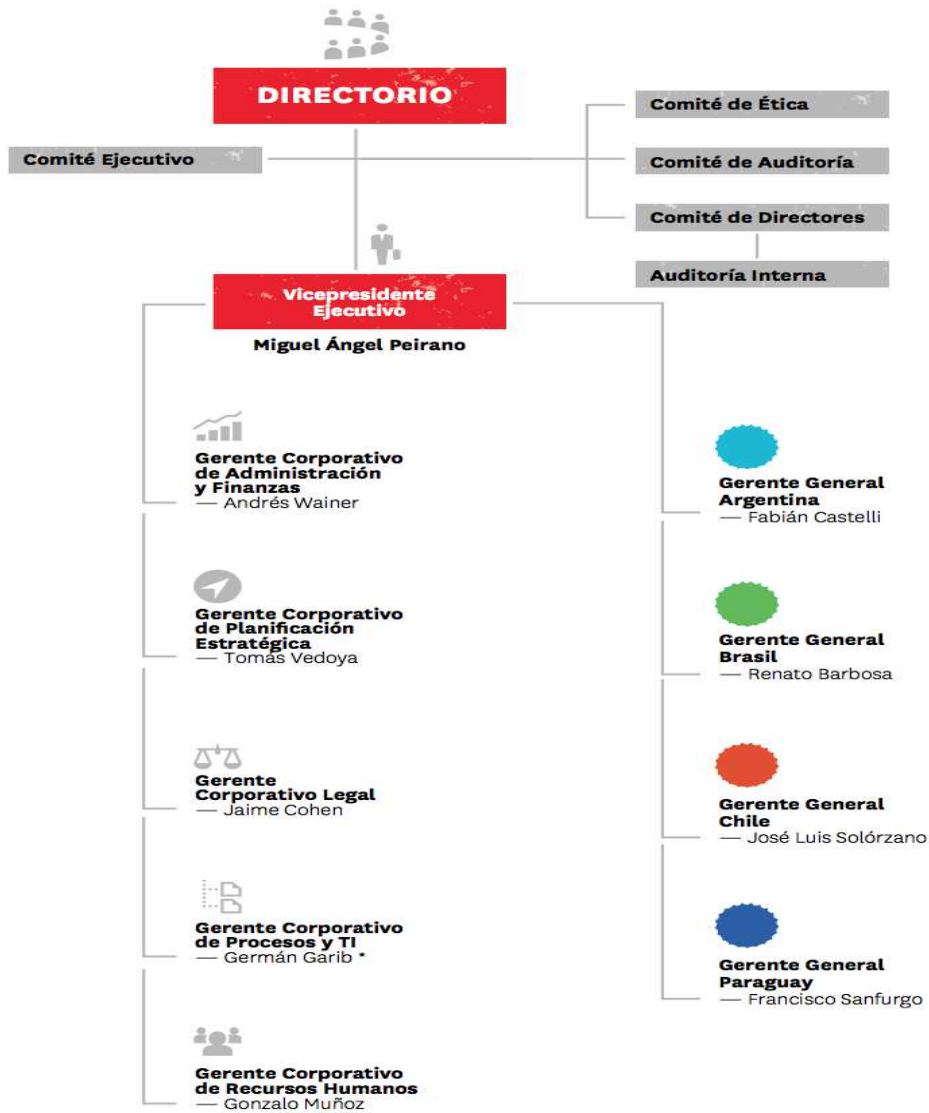 DIRECTORIO
Comité Ejecutivo
Comité de Ética
Comité de Auditoría
Comité de Directores
Auditoría Interna
Vicepresidente
Ejecutivo
Miguel Ángel Peirano
Gerente Corporativo
de Administración
y Finanzas
— Andrés Wainer
Gerente Corporativo
de Planificación
Estratégica
— Tomás Vedoya
Gerente
Corporativo Legal
— Jaime Cohen
Gerente Corporativo
de Procesos y TI
— Germán Garib *
Gerente Corporativo
de Recursos Humanos
— Gonzalo Muñoz
Gerente General
Argentina
— Fabián Castelli
Gerente General
Brasil
— Renato Barbosa
Gerente General
Chile
— José Luis Solórzano
Gerente General
Paraguay
— Francisco Sanfurgo